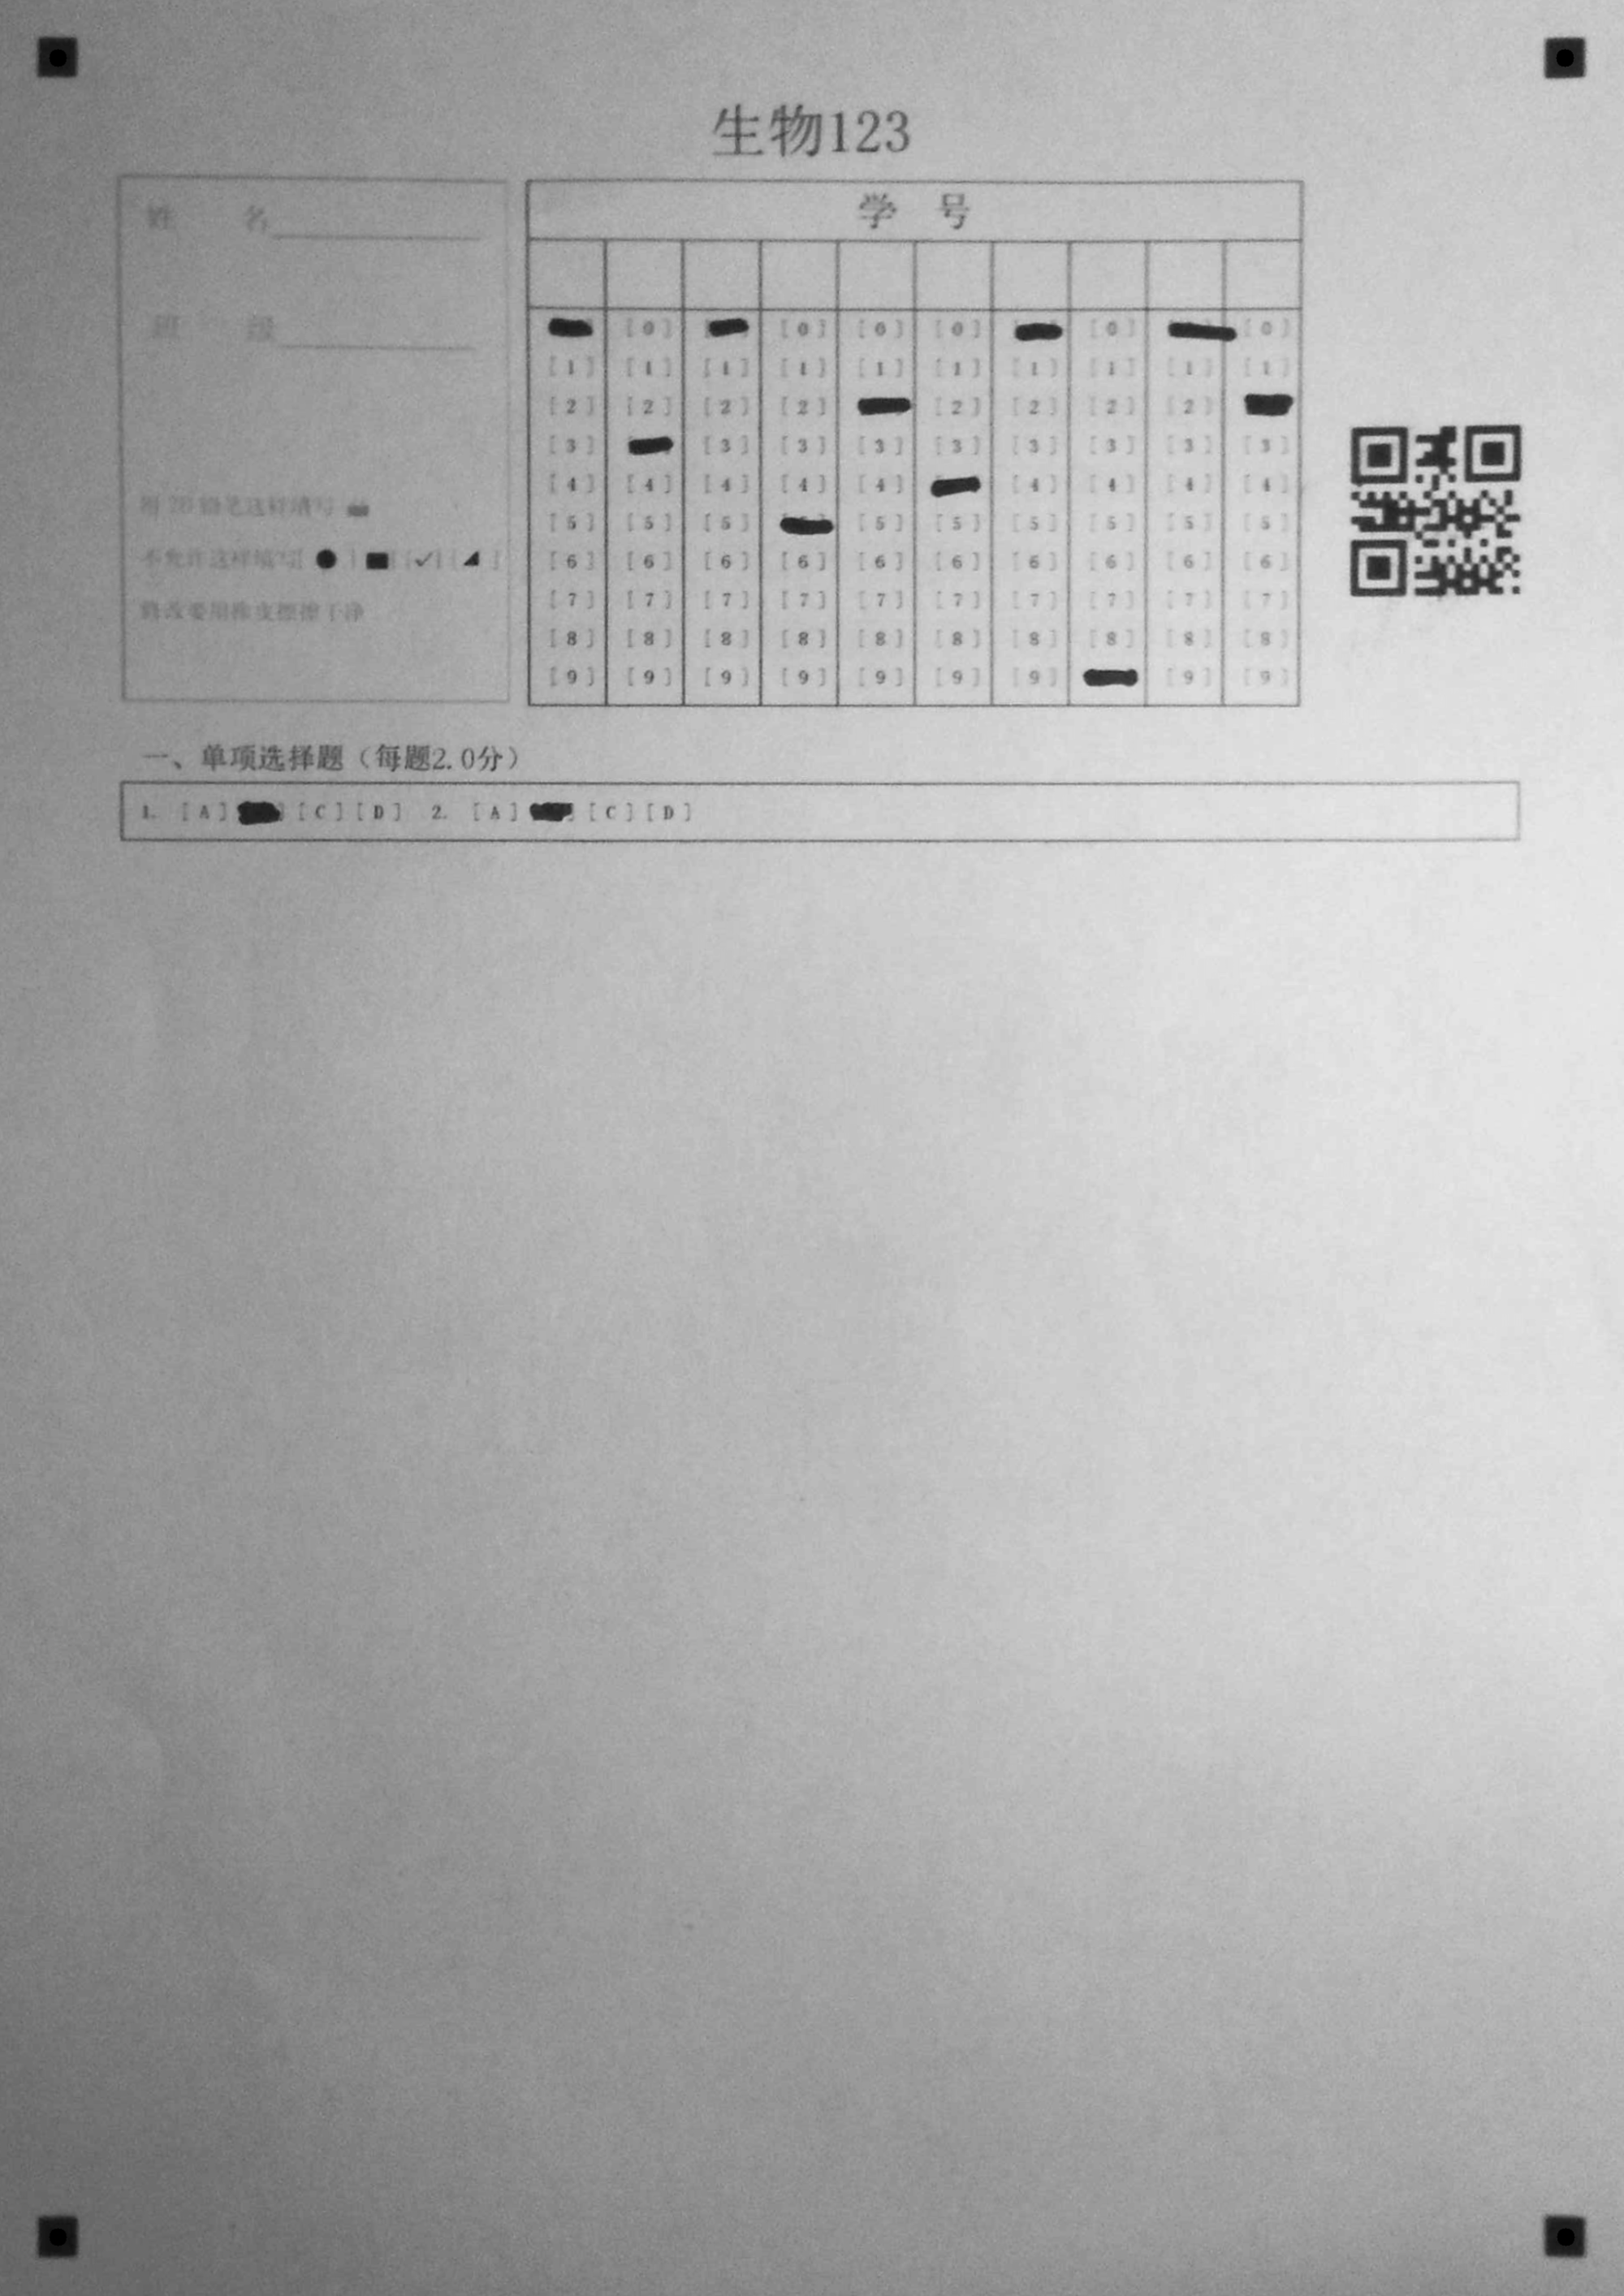 生物123
姓 名
班 级
用 2B 铅笔这样填写
不允许这样填写[ ● ] [ ■ ] [ ✓ ] [ ◢ ]
修改要用橡皮擦擦干净
学 号
[0] [0] [0] [0] [0] [0]
[1] [1] [1] [1] [1] [1] [1] [1] [1] [1]
[2] [2] [2] [2] [2] [2] [2] [2]
[3] [3] [3] [3] [3] [3] [3] [3] [3]
[4] [4] [4] [4] [4] [4] [4] [4] [4]
[5] [5] [5] [5] [5] [5] [5] [5] [5]
[6] [6] [6] [6] [6] [6] [6] [6] [6] [6]
[7] [7] [7] [7] [7] [7] [7] [7] [7] [7]
[8] [8] [8] [8] [8] [8] [8] [8] [8] [8]
[9] [9] [9] [9] [9] [9] [9] [9] [9]
一、单项选择题（每题2.0分）
1. [A] [C] [D] 2. [A] [C] [D]